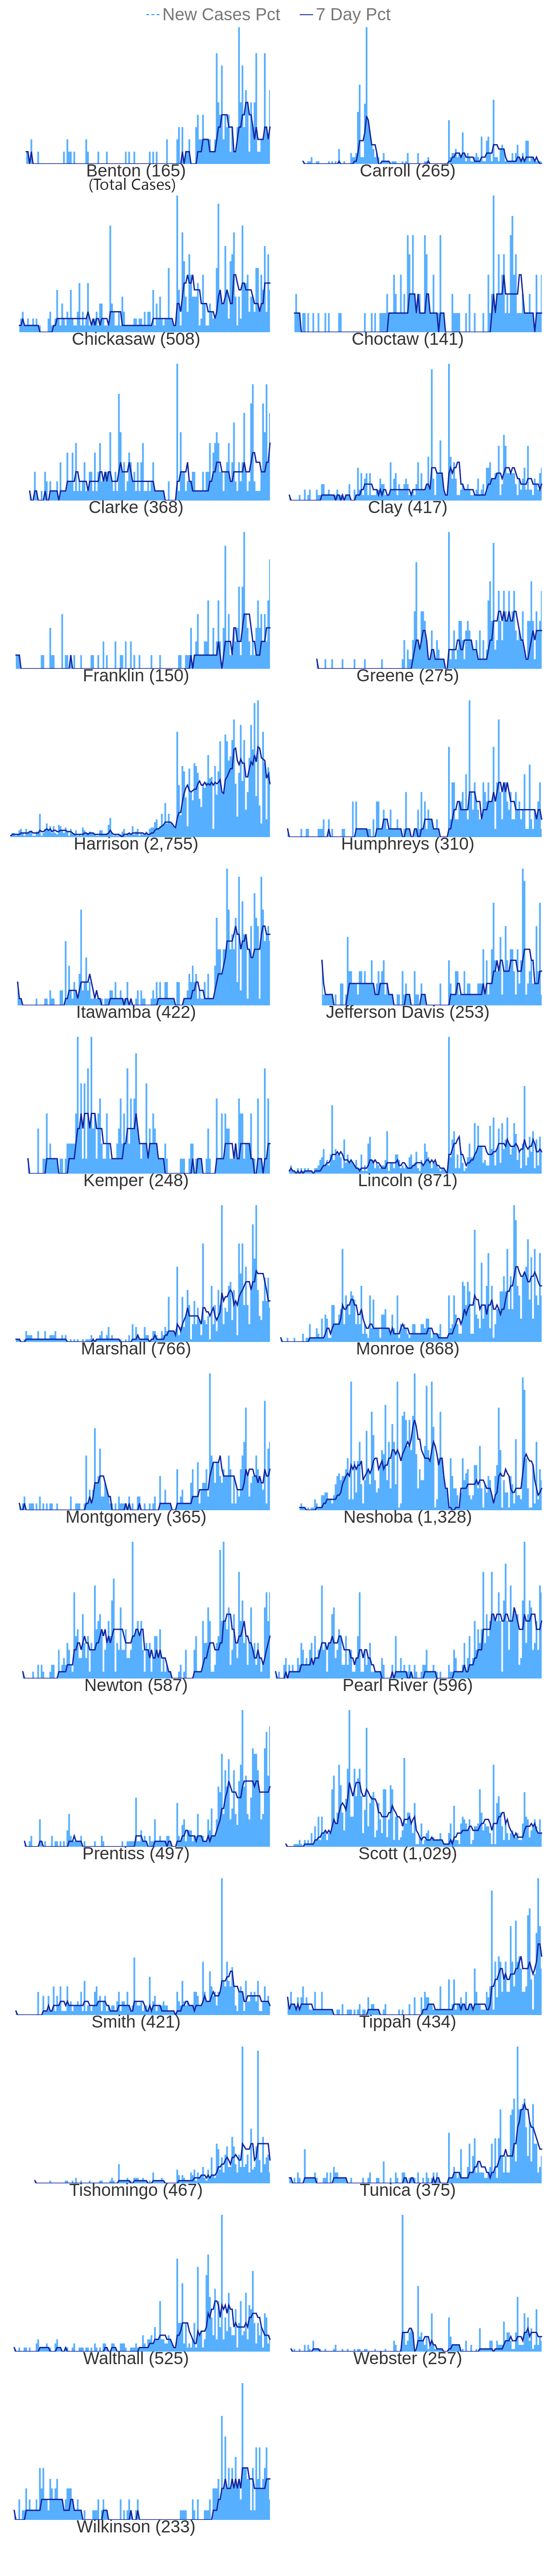 New Cases Pct 7 Day Pct
Benton (165) Carroll (265)
(Total Cases)
Chickasaw (508) Choctaw (141)
Clarke (368) Clay (417)
Franklin (150) Greene (275)
Harrison (2,755) Humphreys (310)
Itawamba (422) Jefferson Davis (253)
Kemper (248) Lincoln (871)
Marshall (766) Monroe (868)
Montgomery (365) Neshoba (1,328)
Newton (587) Pearl River (596)
Prentiss (497) Scott (1,029)
Smith (421) Tippah (434)
Tishomingo (467) Tunica (375)
Walthall (525) Webster (257)
Wilkinson (233)